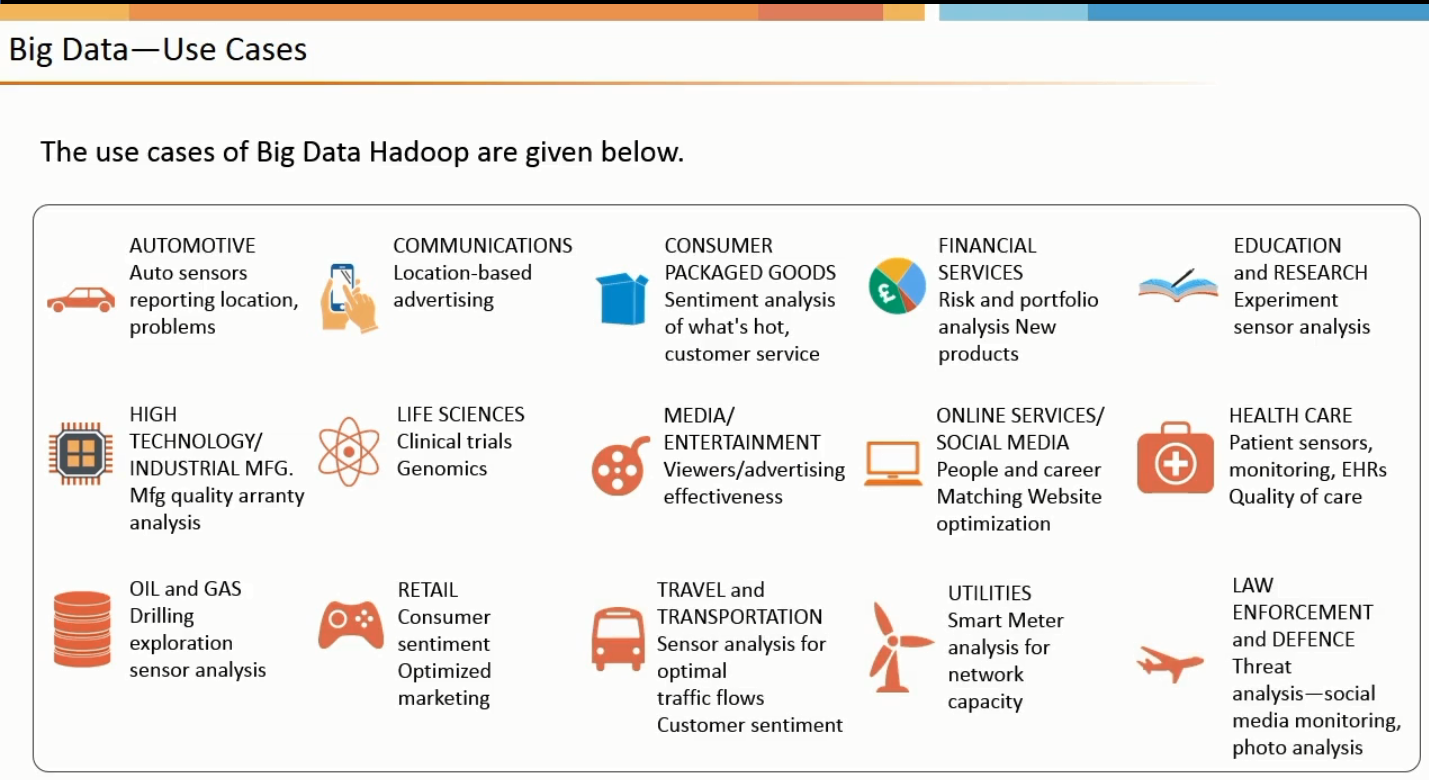 Big Data—Use Cases
The use cases of Big Data Hadoop are given below.
AUTOMOTIVE
Auto sensors
reporting location,
problems
COMMUNICATIONS
Location-based
advertising
CONSUMER
PACKAGED GOODS
Sentiment analysis
of what's hot,
customer service
£
FINANCIAL
SERVICES
Risk and portfolio
analysis New
products
EDUCATION
and RESEARCH
Experiment
sensor analysis
HIGH
TECHNOLOGY/
INDUSTRIAL MFG.
Mfg quality arranty
analysis
LIFE SCIENCES
Clinical trials
Genomics
MEDIA/
ENTERTAINMENT
Viewers/advertising
effectiveness
ONLINE SERVICES/
SOCIAL MEDIA
People and career
Matching Website
optimization
HEALTH CARE
Patient sensors,
monitoring, EHRs
Quality of care
OIL and GAS
Drilling
exploration
sensor analysis
RETAIL
Consumer
sentiment
Optimized
marketing
TRAVEL and
TRANSPORTATION
Sensor analysis for
optimal
traffic flows
Customer sentiment
UTILITIES
Smart Meter
analysis for
network
capacity
LAW
ENFORCEMENT
and DEFENCE
Threat
analysis—social
media monitoring,
photo analysis